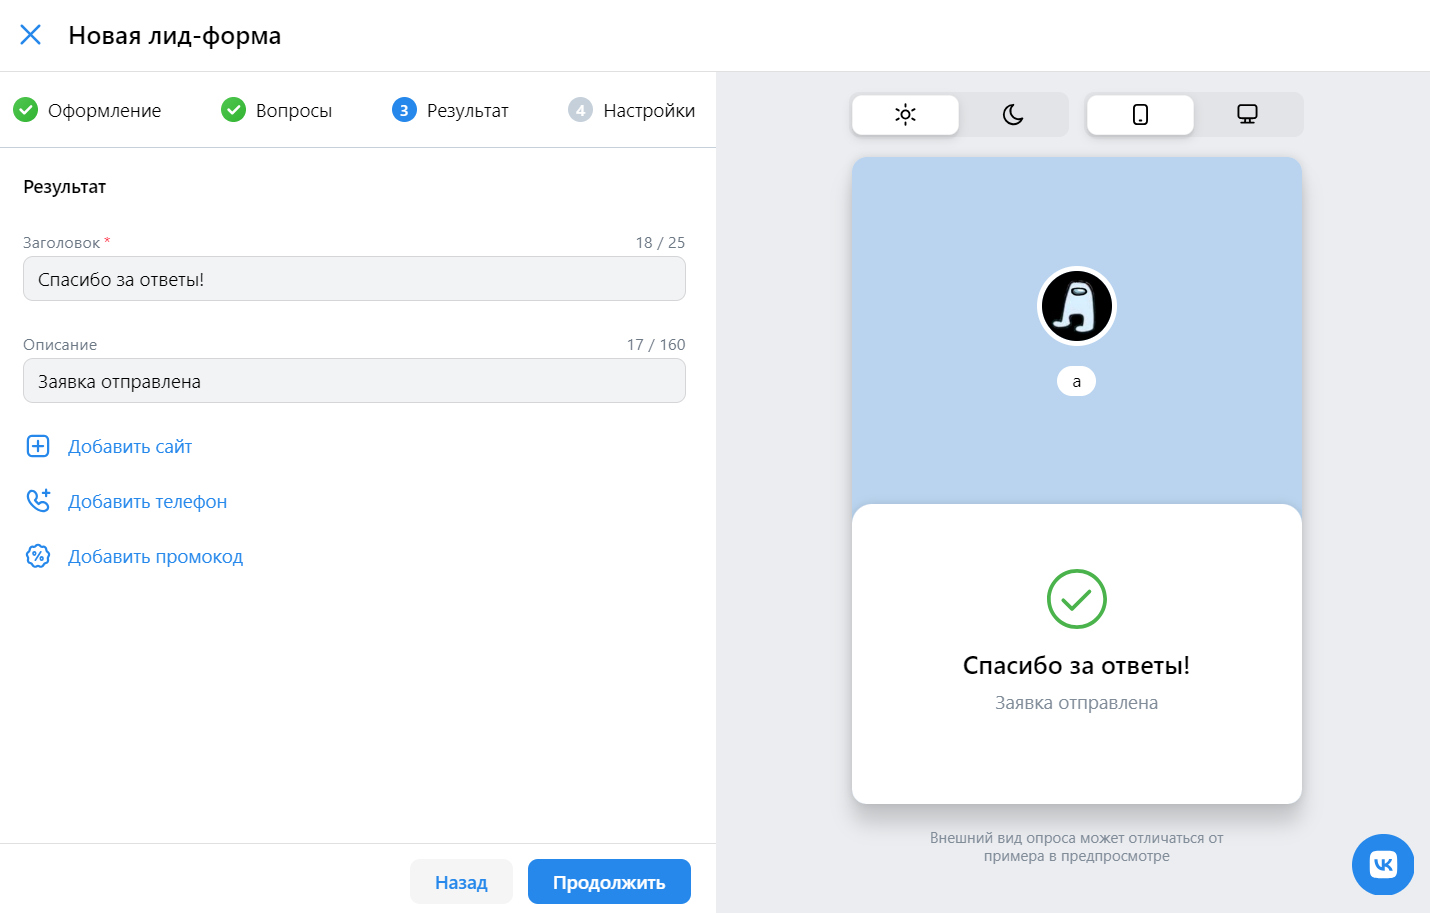 Новая лид-форма
Оформление
Вопросы
3 Результат
4 Настройки
Результат
Заголовок * 18 / 25
Спасибо за ответы!
Описание 17 / 160
Заявка отправлена
Добавить сайт
Добавить телефон
Добавить промокод
Назад
Продолжить
а
Спасибо за ответы!
Заявка отправлена
Внешний вид опроса может отличаться от
примера в предпросмотре